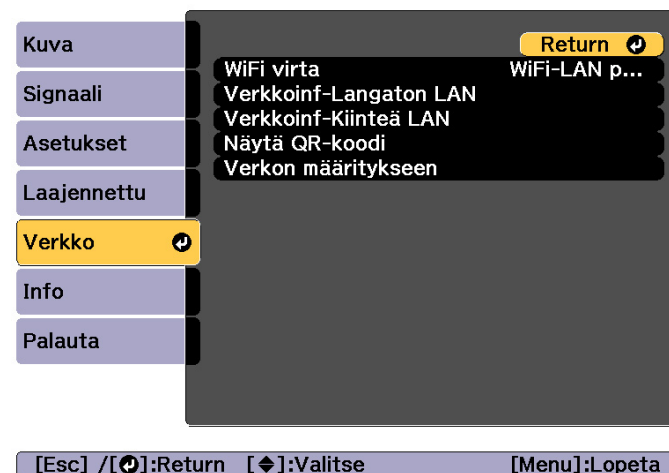 Kuva
Signaali
Asetukset
Laajennettu
Verkko
Info
Palauta
Return
WiFi virta WiFi-LAN p...
Verkkoinf-Langaton LAN
Verkkoinf-Kiinteä LAN
Näytä QR-koodi
Verkon määritykseen
[Esc] /[⏎]:Return [◆]:Valitse [Menu]:Lopeta